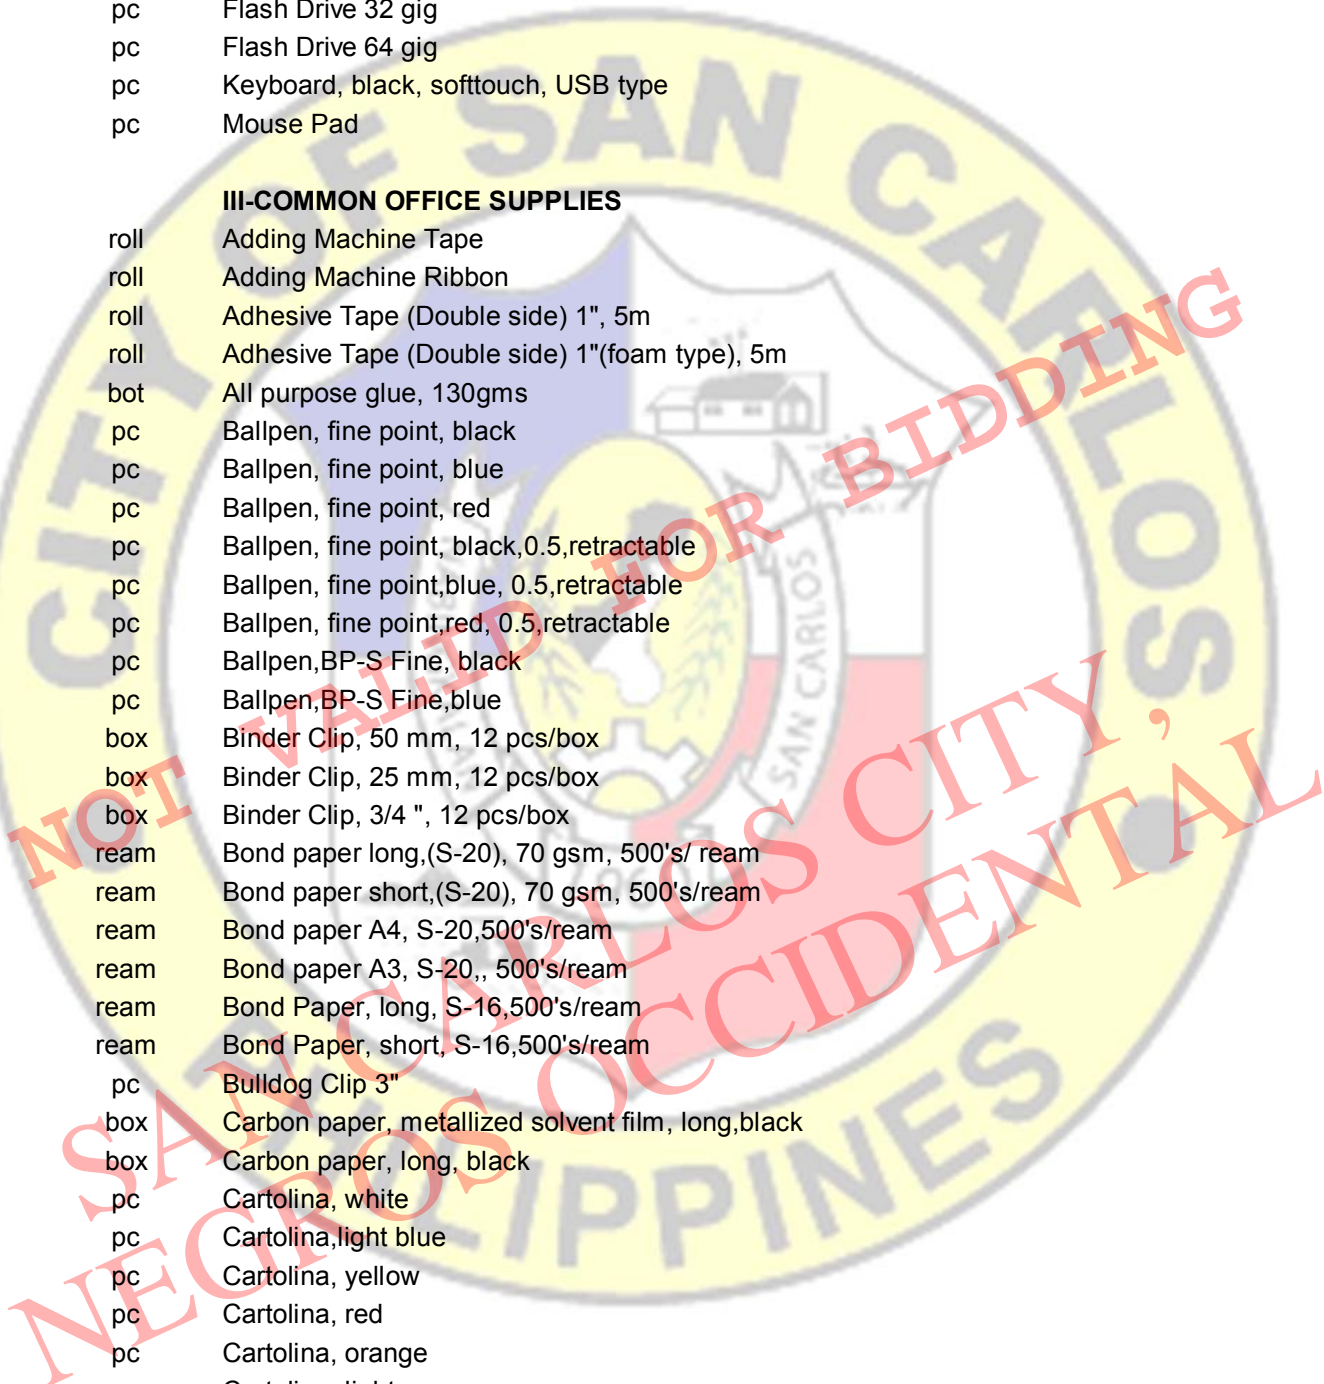 pc Flash Drive 32 gig
pc Flash Drive 64 gig
pc Keyboard, black, softtouch, USB type
pc Mouse Pad
III-COMMON OFFICE SUPPLIES
roll Adding Machine Tape
roll Adding Machine Ribbon
roll Adhesive Tape (Double side) 1", 5m
roll Adhesive Tape (Double side) 1"(foam type), 5m
bot All purpose glue, 130gms
pc Ballpen, fine point, black
pc Ballpen, fine point, blue
pc Ballpen, fine point, red
pc Ballpen, fine point, black,0.5,retractable
pc Ballpen, fine point,blue, 0.5,retractable
pc Ballpen, fine point,red, 0.5,retractable
pc Ballpen,BP-S Fine, black
pc Ballpen,BP-S Fine,blue
box Binder Clip, 50 mm, 12 pcs/box
box Binder Clip, 25 mm, 12 pcs/box
box Binder Clip, 3/4 ", 12 pcs/box
ream Bond paper long,(S-20), 70 gsm, 500's/ ream
ream Bond paper short,(S-20), 70 gsm, 500's/ream
ream Bond paper A4, S-20,500's/ream
ream Bond paper A3, S-20,, 500's/ream
ream Bond Paper, long, S-16,500's/ream
ream Bond Paper, short, S-16,500's/ream
pc Bulldog Clip 3"
box Carbon paper, metallized solvent film, long,black
box Carbon paper, long, black
pc Cartolina, white
pc Cartolina,light blue
pc Cartolina, yellow
pc Cartolina, red
pc Cartolina, orange
CITY OF SAN CARLOS
PHILIPPINES
SAN CARLOS
NOT VALID FOR BIDDING
SAN CARLOS CITY,
NEGROS OCCIDENTAL